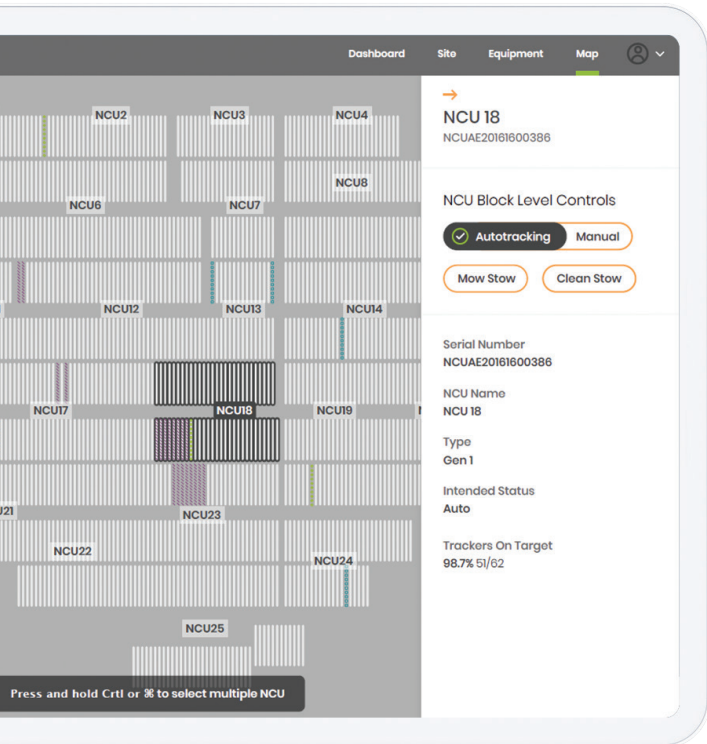 Dashboard Site Equipment Map
NCU2 NCU3 NCU4
NCU8
NCU6 NCU7
NCU12 NCU13 NCU14
NCU17 NCU18 NCU19
U21
NCU23
NCU22
NCU24
NCU25
Press and hold Crtl or ⌘ to select multiple NCU
NCU 18
NCUAE20161600386
NCU Block Level Controls
Autotracking Manual
Mow Stow Clean Stow
Serial Number
NCUAE20161600386
NCU Name
NCU 18
Type
Gen 1
Intended Status
Auto
Trackers On Target
98.7% 51/62